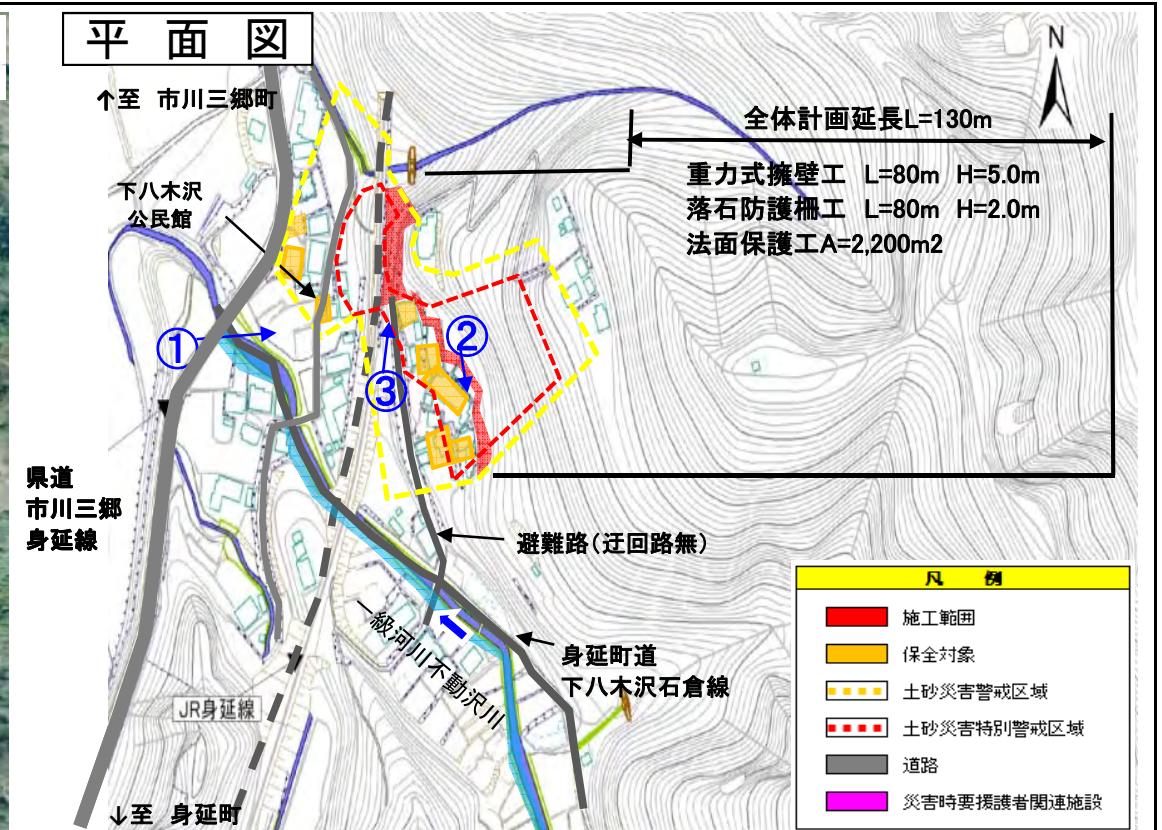 平面図
↑至 市川三郷町
N
全体計画延長L=130m
重力式擁壁工 L=80m H=5.0m
落石防護柵工 L=80m H=2.0m
法面保護工A=2,200m2
下八木沢
公民館
①
②
③
県道
市川三郷
身延線
避難路(迂回路無)
一級河川不動沢川
身延町道
下八木沢石倉線
JR身延線
↓至 身延町
凡 例
施工範囲
保全対象
土砂災害警戒区域
土砂災害特別警戒区域
道路
災害時要援護者関連施設